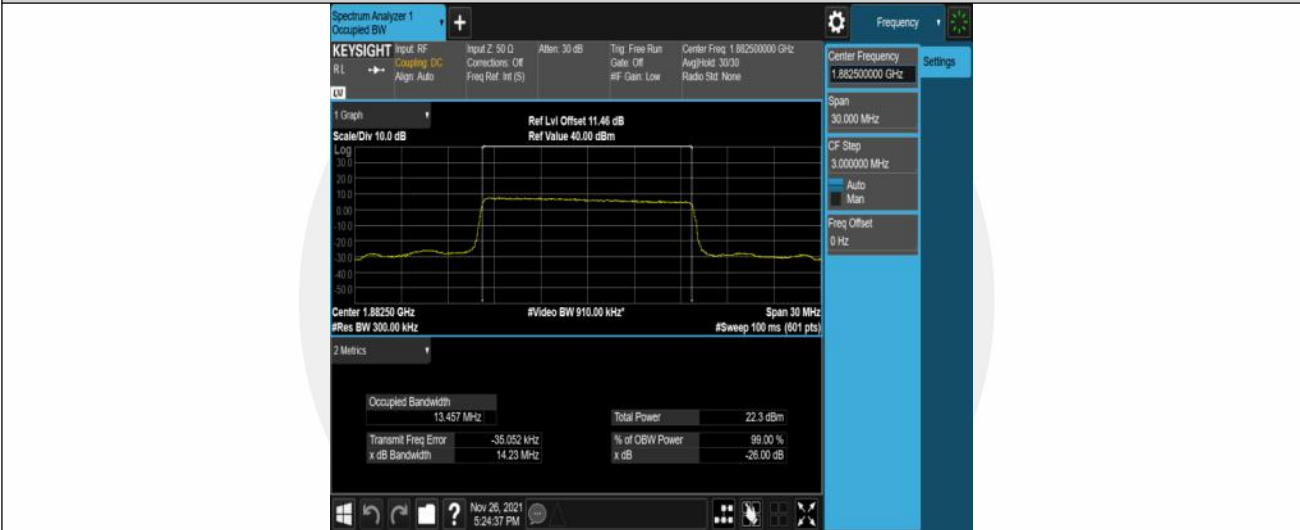 Spectrum Analyzer 1
Occupied BW
+
Frequency
KEYSIGHT
R L
LV
Input: RF
Coupling: DC
Align: Auto
Input Z: 50 Ω
Corrections: Off
Freq Ref: Int (S)
Atten: 30 dB
Trig: Free Run
Gate: Off
#IF Gain: Low
Center Freq: 1.882500000 GHz
Avg|Hold: 30/30
Radio Std: None
Center Frequency
1.882500000 GHz
Settings
Span
30.000 MHz
CF Step
3.000000 MHz
Auto
Man
Freq Offset
0 Hz
1 Graph
Scale/Div 10.0 dB
Ref Lvl Offset 11.46 dB
Ref Value 40.00 dBm
Log
30.0
20.0
10.0
0.00
-10.0
-20.0
-30.0
-40.0
-50.0
Center 1.88250 GHz
#Video BW 910.00 kHz*
Span 30 MHz
#Res BW 300.00 kHz
#Sweep 100 ms (601 pts)
2 Metrics
Occupied Bandwidth
13.457 MHz
Total Power 22.3 dBm
Transmit Freq Error -35.052 kHz
% of OBW Power 99.00 %
x dB Bandwidth 14.23 MHz
x dB -26.00 dB
?
Nov 26, 2021
5:24:37 PM